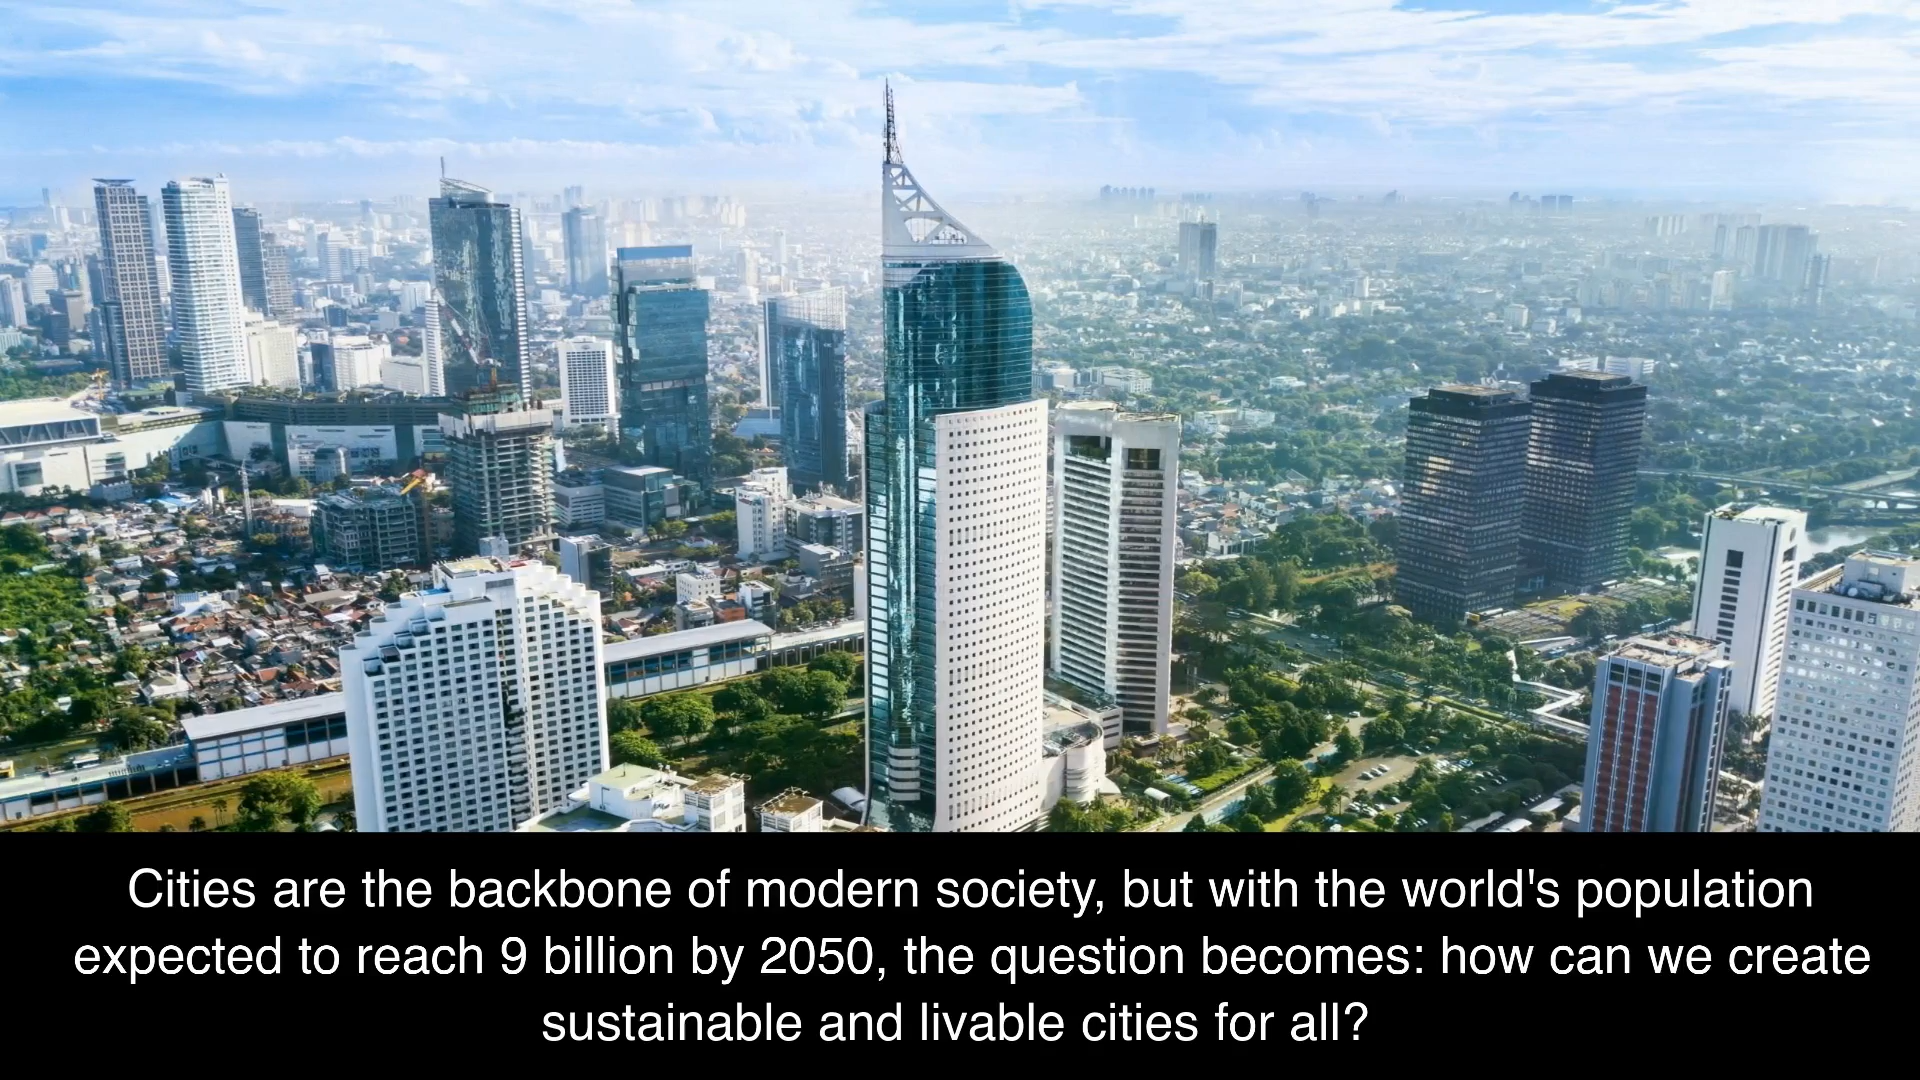 Cities are the backbone of modern society, but with the world's population
expected to reach 9 billion by 2050, the question becomes: how can we create
sustainable and livable cities for all?